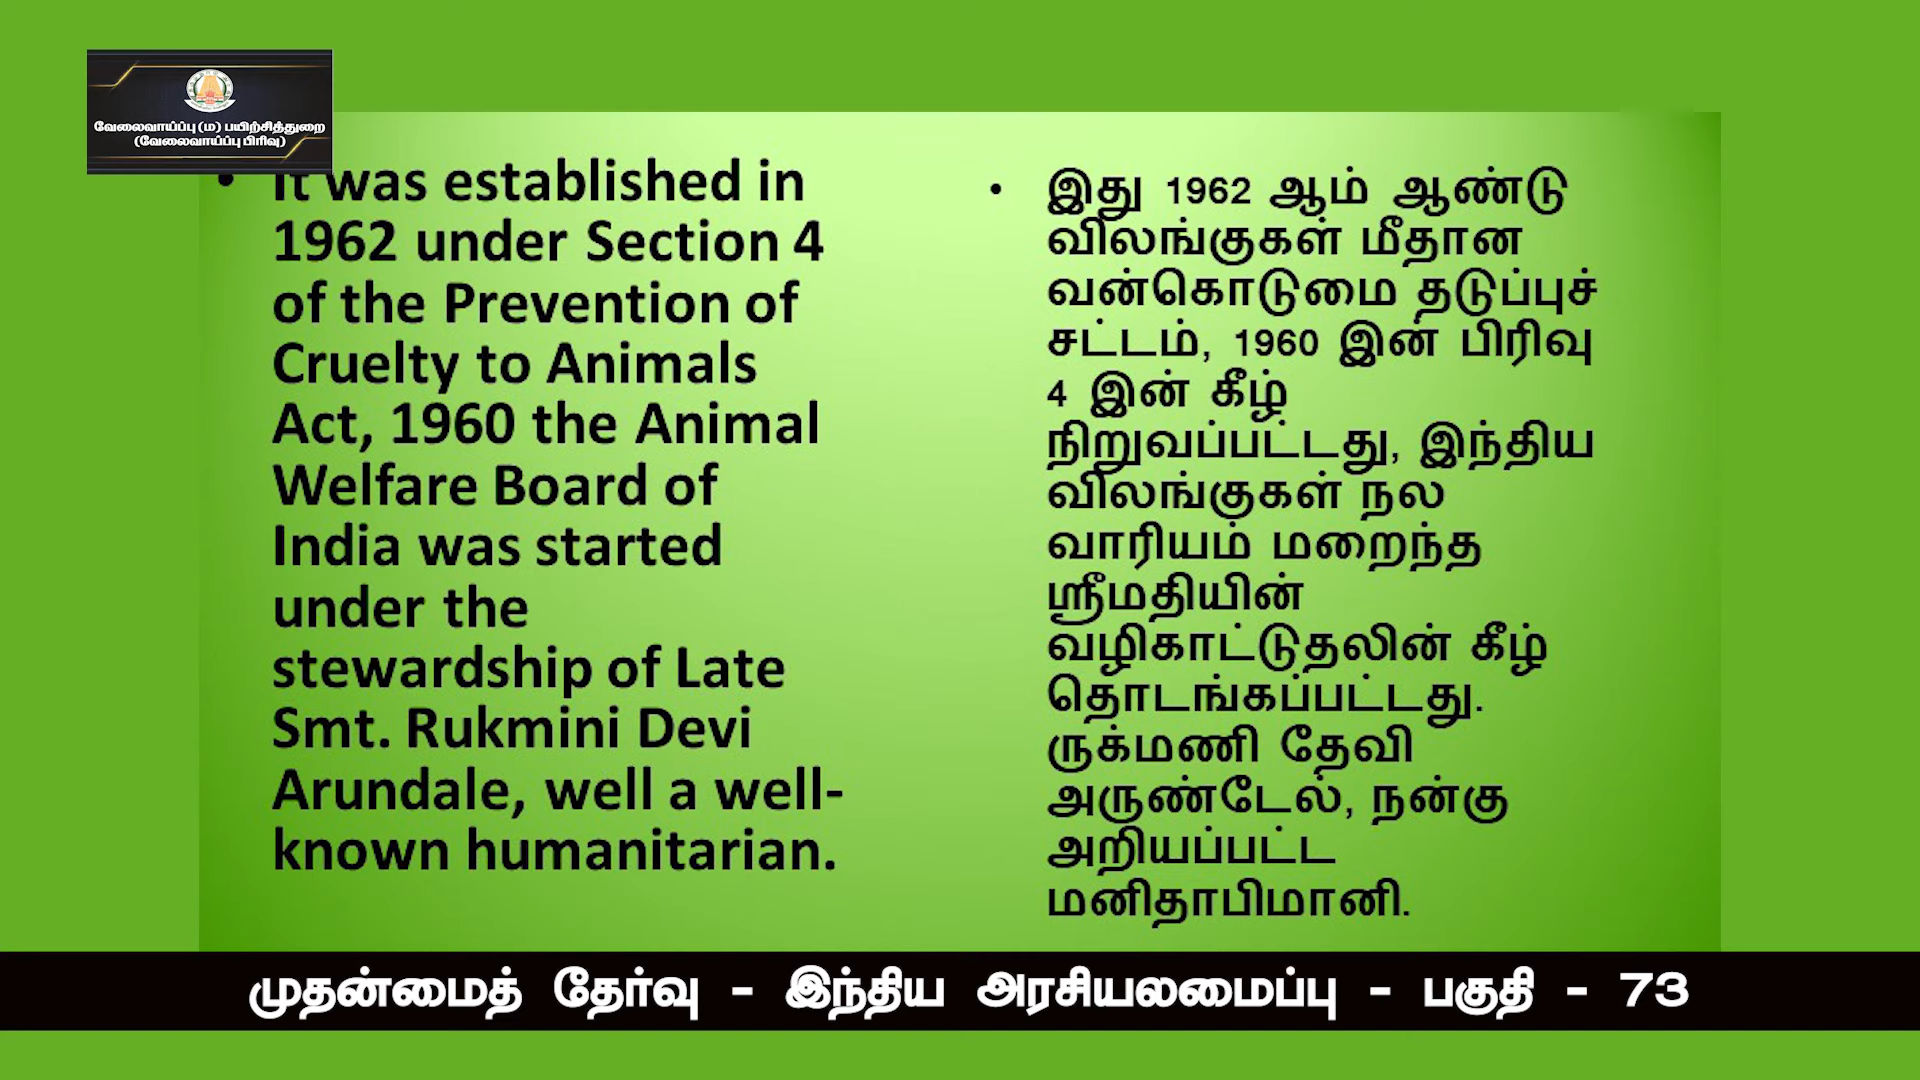 வேலைவாய்ப்பு (ம) பயிற்சித்துறை
(வேலைவாய்ப்பு பிரிவு)
• It was established in
1962 under Section 4
of the Prevention of
Cruelty to Animals
Act, 1960 the Animal
Welfare Board of
India was started
under the
stewardship of Late
Smt. Rukmini Devi
Arundale, well a well-
known humanitarian.
• இது 1962 ஆம் ஆண்டு
விலங்குகள் மீதான
வன்கொடுமை தடுப்புச்
சட்டம், 1960 இன் பிரிவு
4 இன் கீழ்
நிறுவப்பட்டது, இந்திய
விலங்குகள் நல
வாரியம் மறைந்த
ஸ்ரீமதியின்
வழிகாட்டுதலின் கீழ்
தொடங்கப்பட்டது.
ருக்மணி தேவி
அருண்டேல், நன்கு
அறியப்பட்ட
மனிதாபிமானி.
முதன்மைத் தேர்வு - இந்திய அரசியலமைப்பு - பகுதி - 73